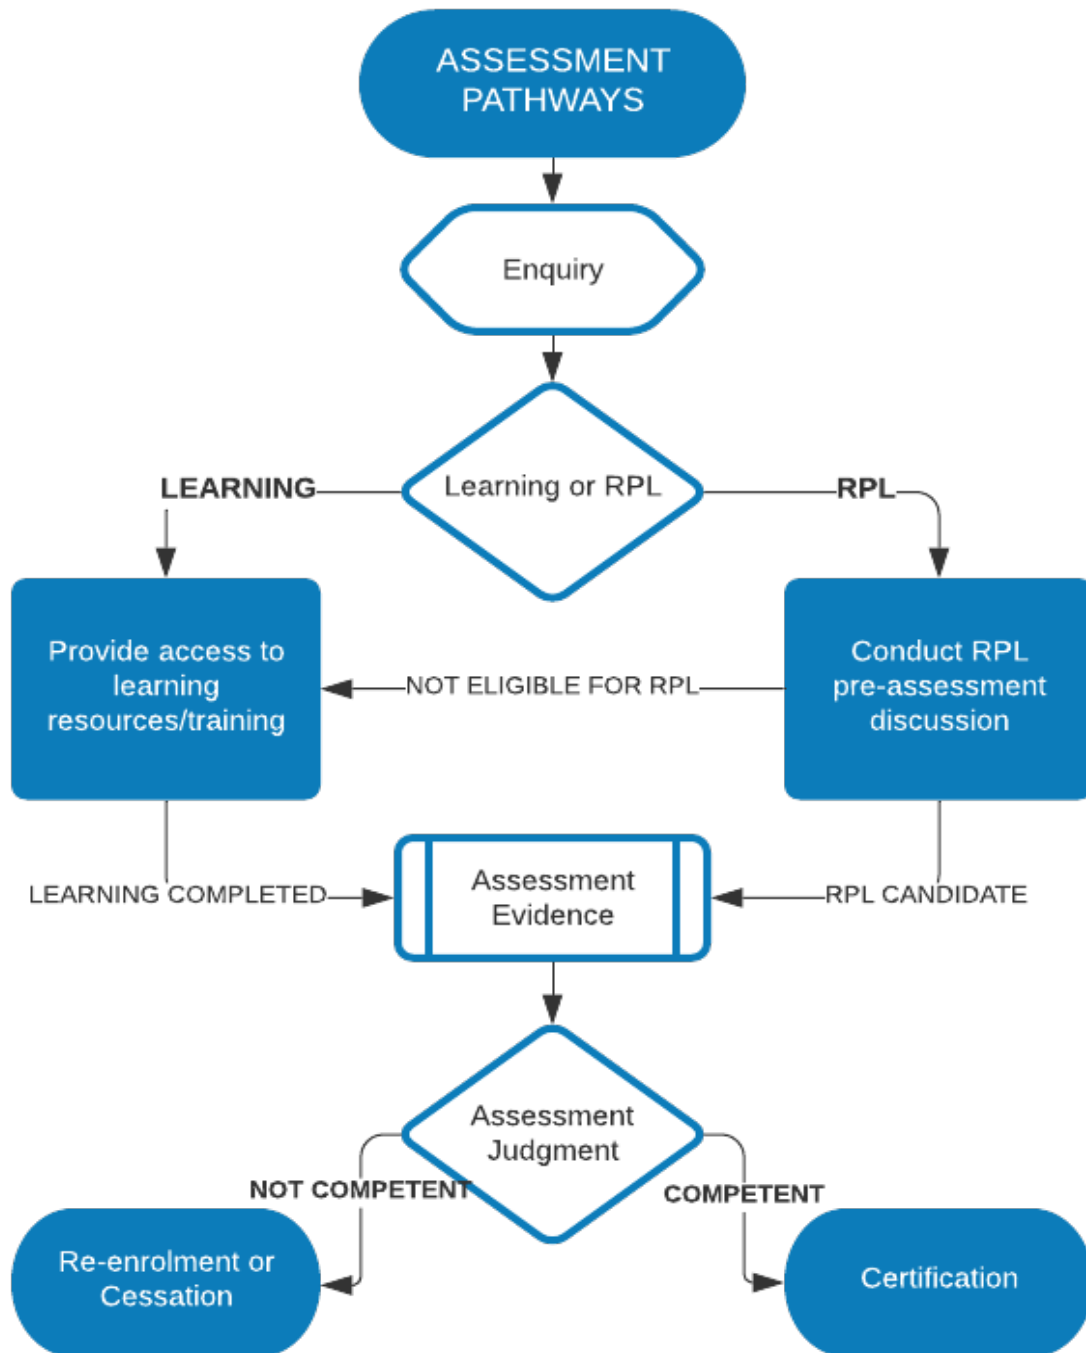 ASSESSMENT
PATHWAYS
Enquiry
Learning or RPL
LEARNING
RPL
Provide access to
learning
resources/training
NOT ELIGIBLE FOR RPL
Conduct RPL
pre-assessment
discussion
LEARNING COMPLETED
Assessment
Evidence
RPL CANDIDATE
Assessment
Judgment
NOT COMPETENT
COMPETENT
Re-enrolment or
Cessation
Certification